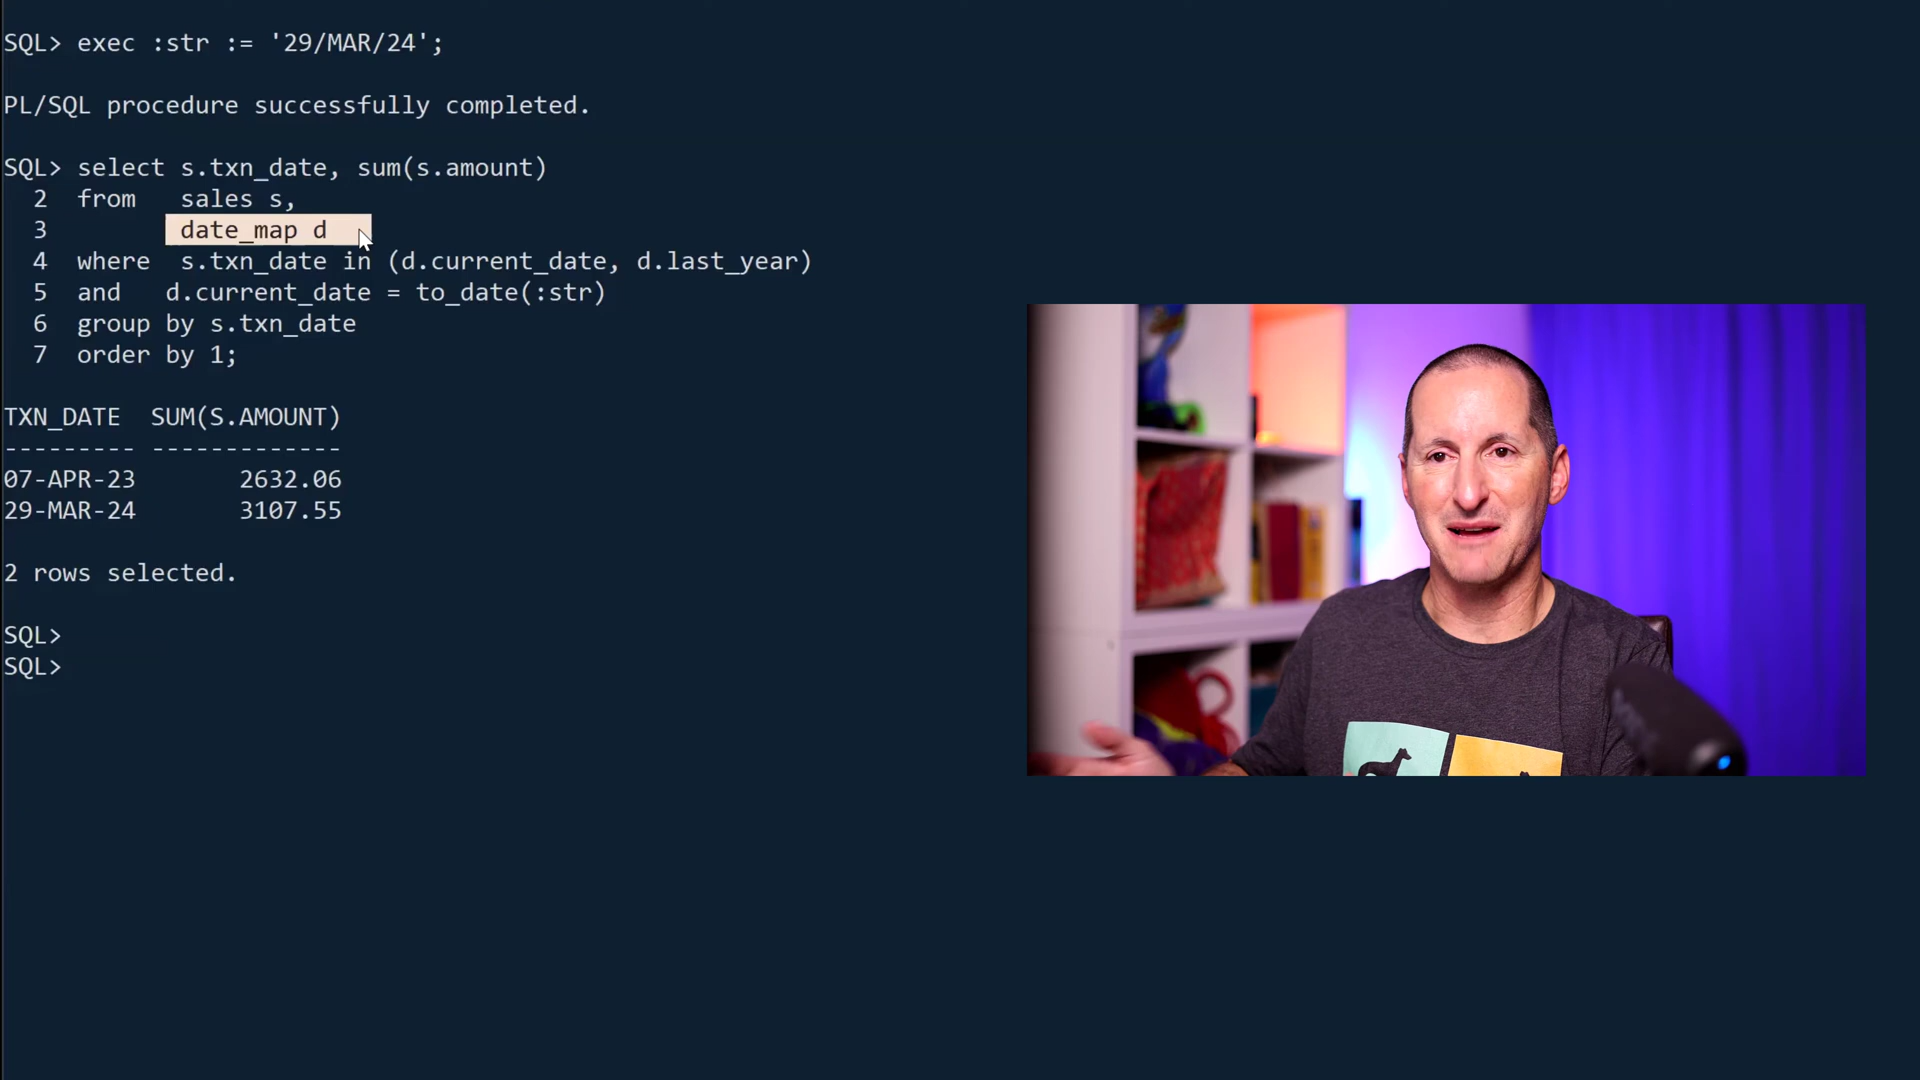 SQL> exec :str := '29/MAR/24';
PL/SQL procedure successfully completed.
SQL> select s.txn_date, sum(s.amount)
2 from sales s,
3 date_map d
4 where s.txn_date in (d.current_date, d.last_year)
5 and d.current_date = to_date(:str)
6 group by s.txn_date
7 order by 1;
TXN_DATE SUM(S.AMOUNT)
--------- -------------
07-APR-23 2632.06
29-MAR-24 3107.55
2 rows selected.
SQL>
SQL>